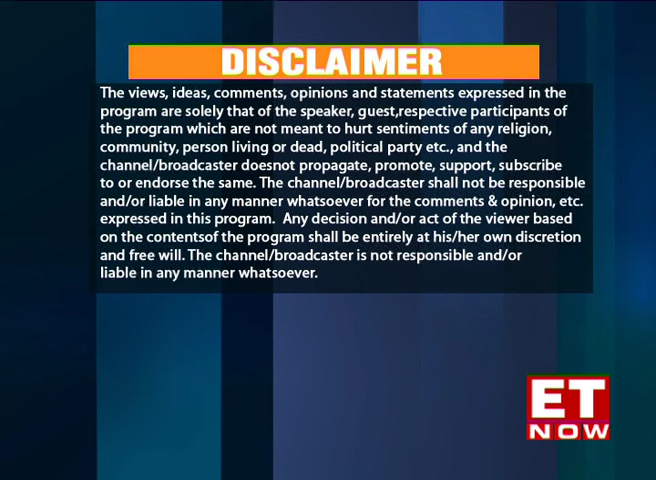 DISCLAIMER
The views, ideas, comments, opinions and statements expressed in the
program are solely that of the speaker, guest,respective participants of
the program which are not meant to hurt sentiments of any religion,
community, person living or dead, political party etc., and the
channel/broadcaster doesnot propagate, promote, support, subscribe
to or endorse the same. The channel/broadcaster shall not be responsible
and/or liable in any manner whatsoever for the comments & opinion, etc.
expressed in this program.  Any decision and/or act of the viewer based
on the contentsof the program shall be entirely at his/her own discretion
and free will. The channel/broadcaster is not responsible and/or
liable in any manner whatsoever.
ET
NOW